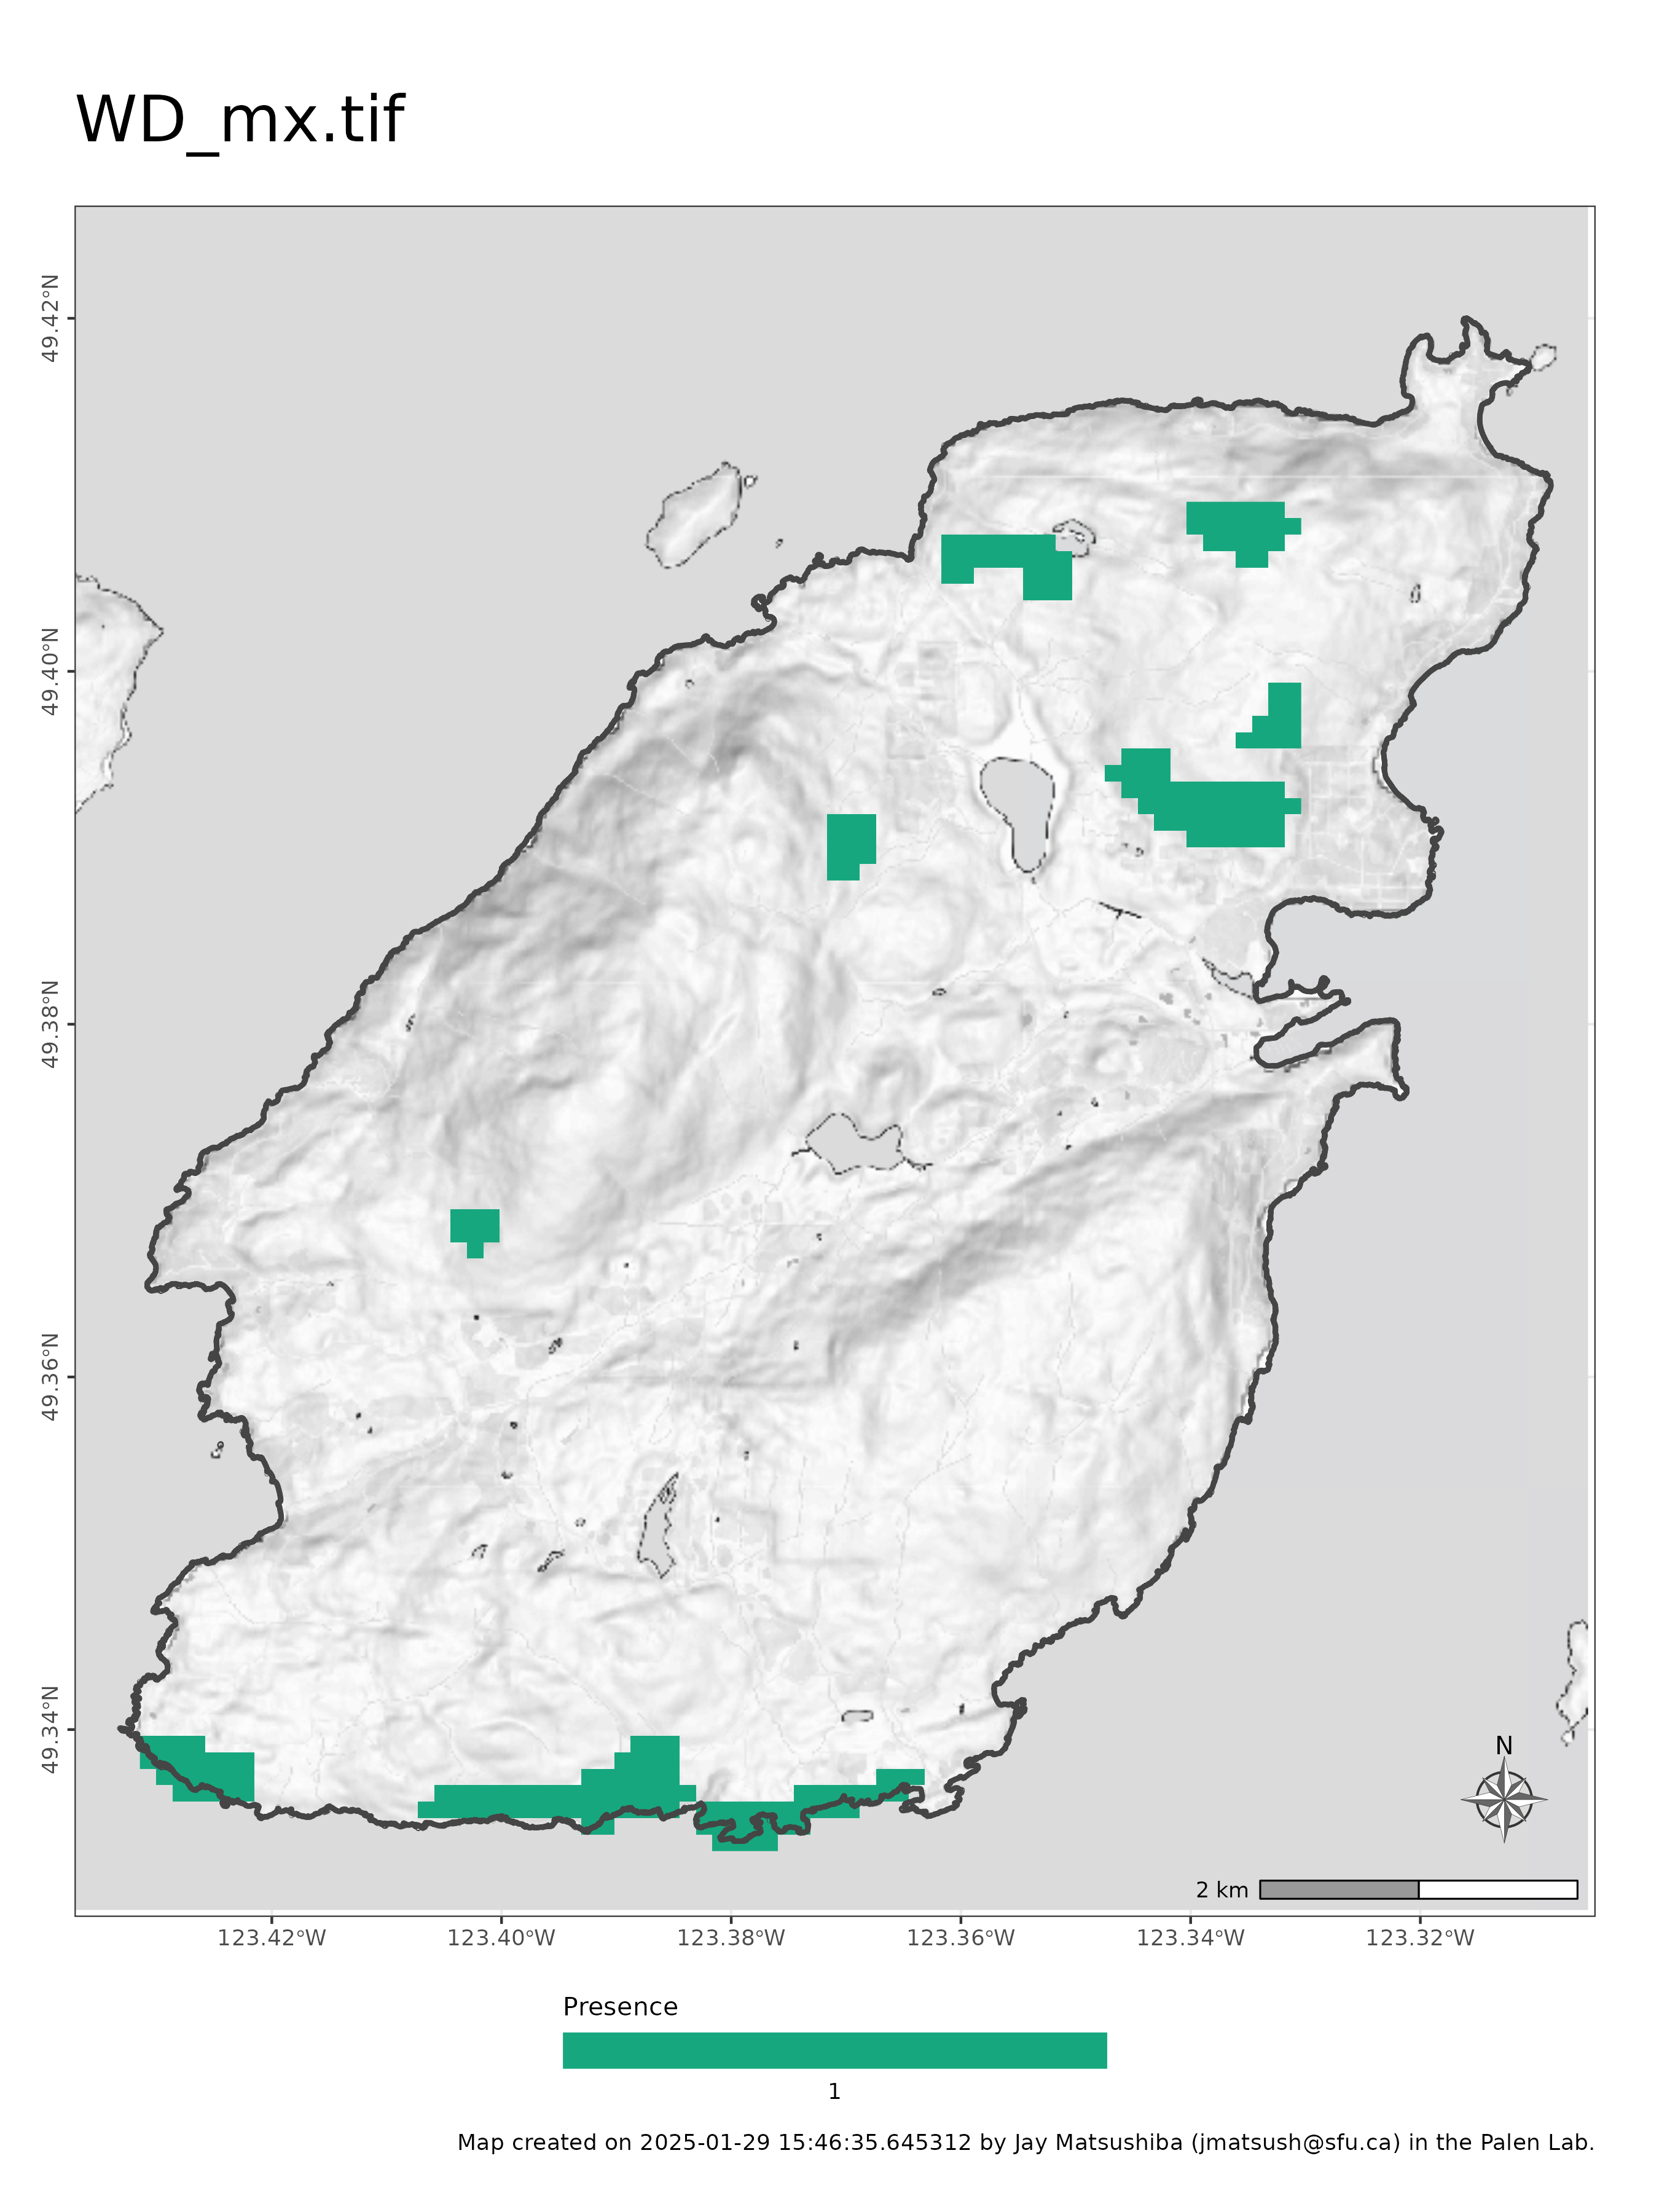 WD_mx.tif
49.42°N
49.40°N
49.38°N
49.36°N
49.34°N
N
2 km
123.42°W 123.40°W 123.38°W 123.36°W 123.34°W 123.32°W
Presence
1
Map created on 2025-01-29 15:46:35.645312 by Jay Matsushiba (jmatsush@sfu.ca) in the Palen Lab.